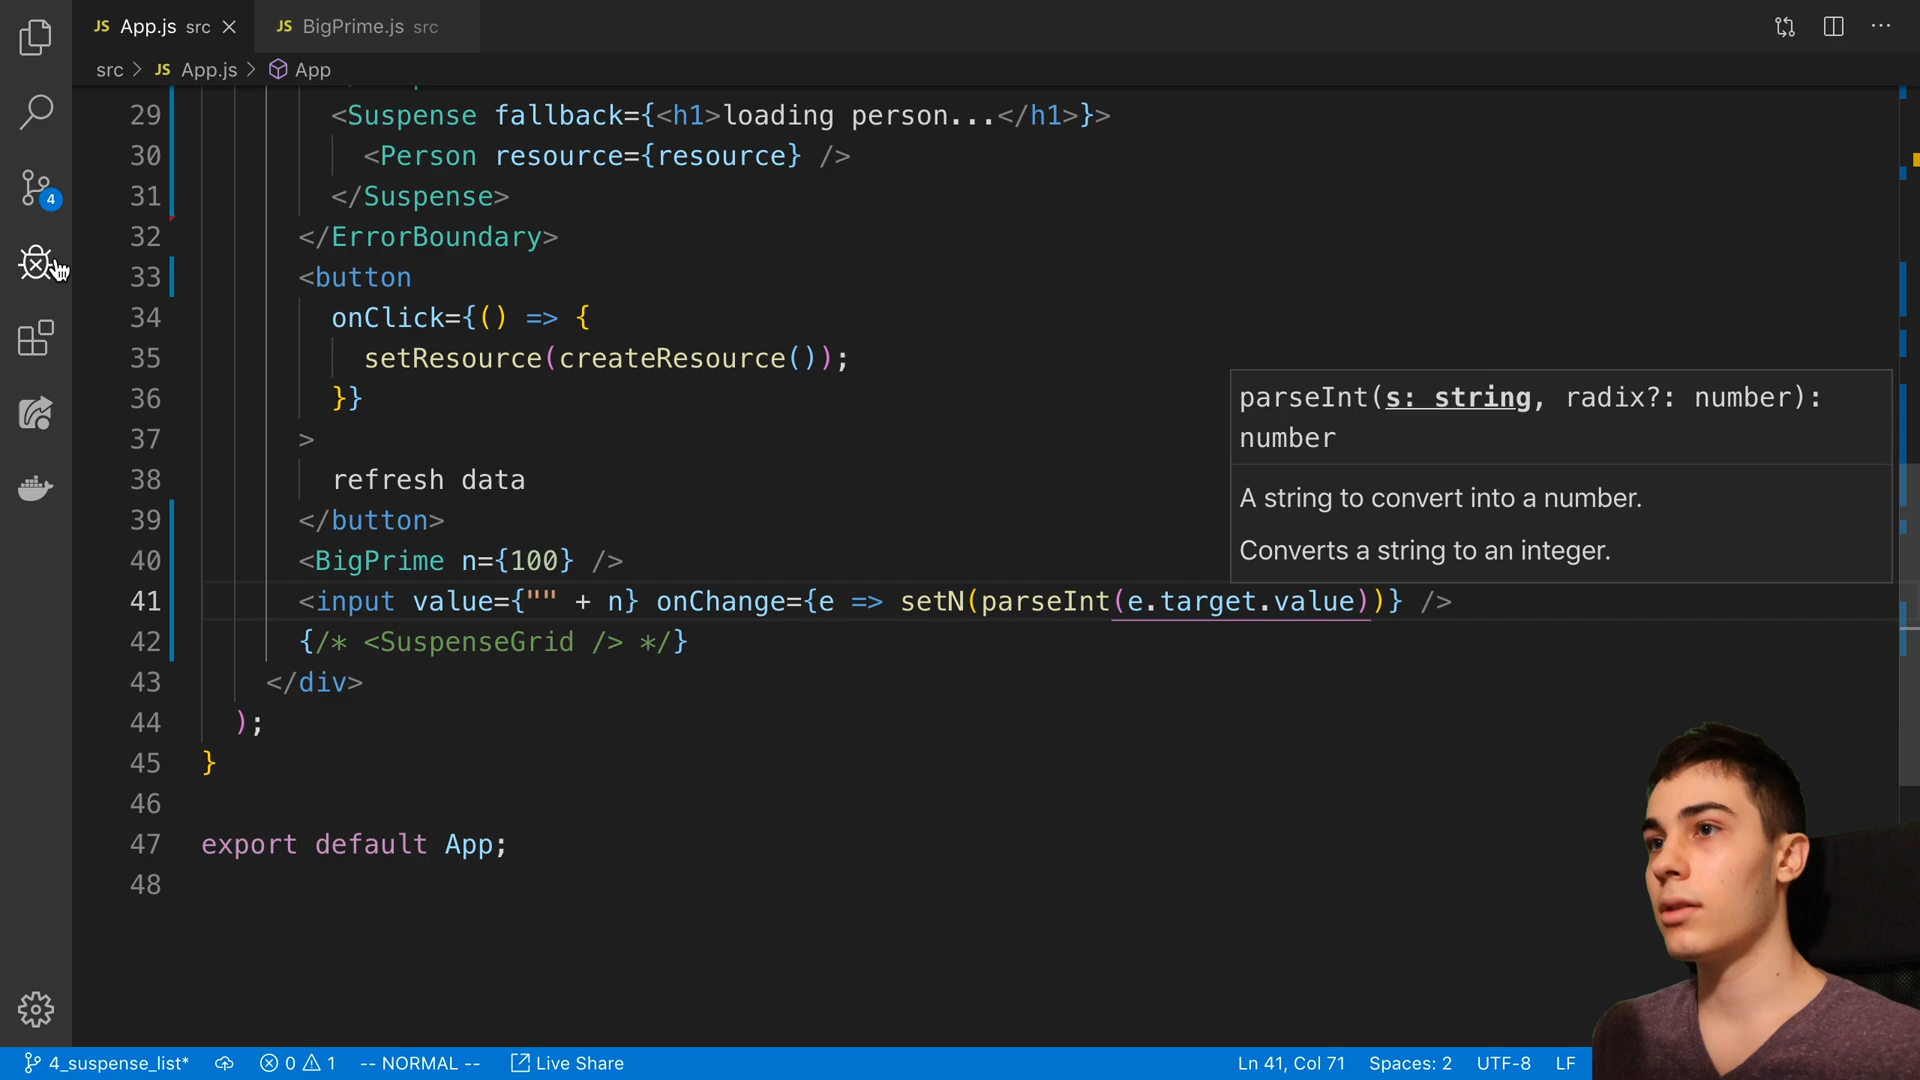 JS App.js src
JS BigPrime.js src
src > JS App.js > App
29 <Suspense fallback={<h1>loading person...</h1>}>
30 <Person resource={resource} />
31 </Suspense>
32 </ErrorBoundary>
33 <button
34 onClick={() => {
35 setResource(createResource());
36 }}
37 >
38 refresh data
39 </button>
40 <BigPrime n={100} />
41 <input value={"" + n} onChange={e => setN(parseInt(e.target.value))} />
42 {/* <SuspenseGrid /> */}
43 </div>
44 );
45 }
46
47 export default App;
48
parseInt(s: string, radix?: number):
number
A string to convert into a number.
Converts a string to an integer.
4
4_suspense_list* 0 1 -- NORMAL -- Live Share Ln 41, Col 71 Spaces: 2 UTF-8 LF